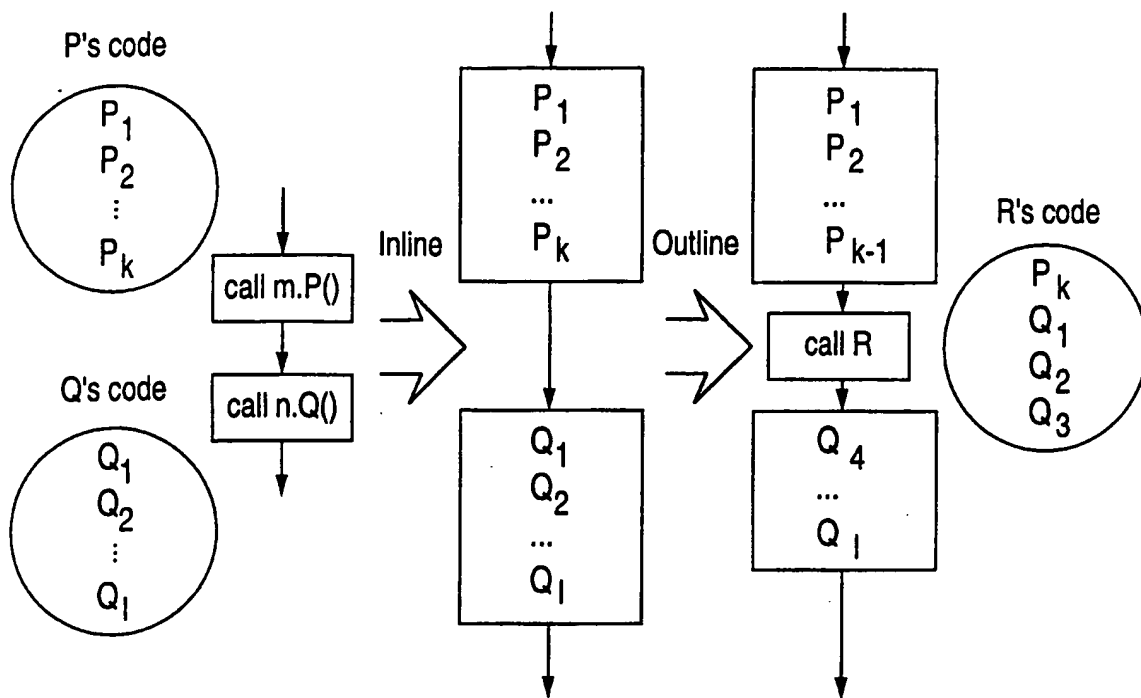 P's code
P1
P2
...
Pk
call m.P()
call n.Q()
Q's code
Q1
Q2
...
Ql
Inline
P1
P2
...
Pk
Q1
Q2
...
Ql
Outline
P1
P2
...
Pk-1
call R
Q4
...
Ql
R's code
Pk
Q1
Q2
Q3